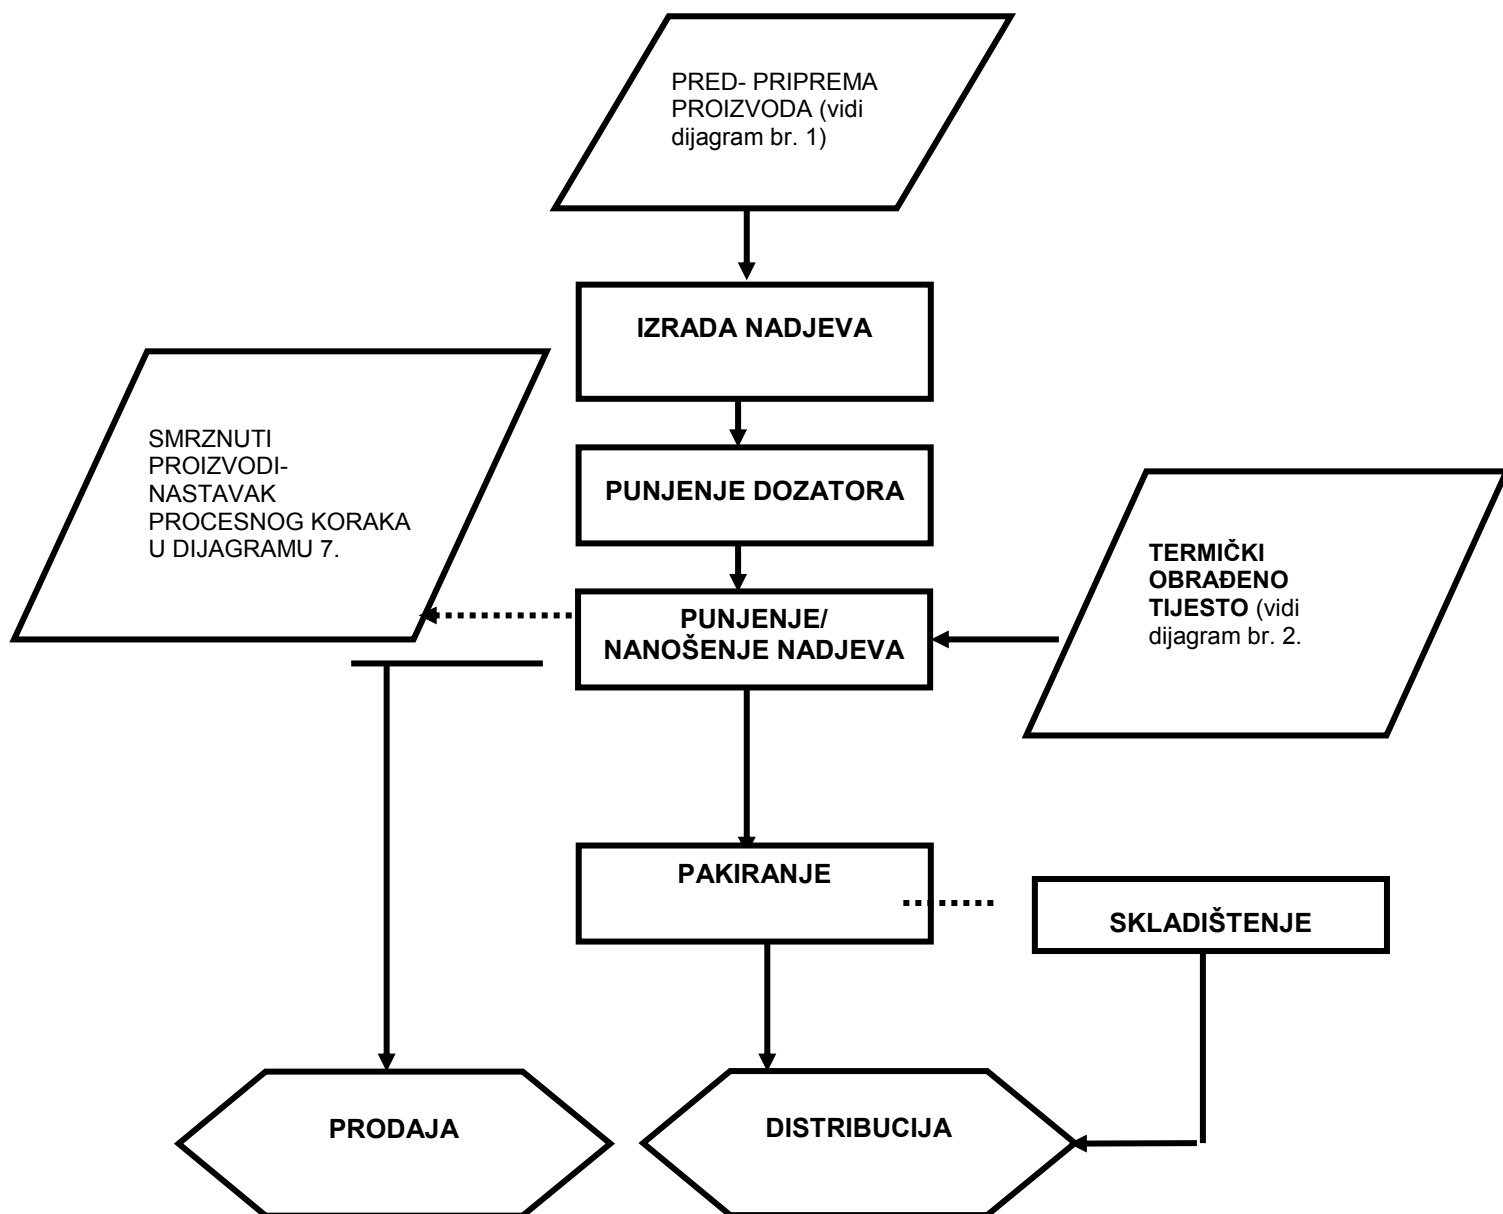 PRED- PRIPREMA
PROIZVODA (vidi
dijagram br. 1)
IZRADA NADJEVA
SMRZNUTI
PROIZVODI-
NASTAVAK
PROCESNOG KORAKA
U DIJAGRAMU 7.
PUNJENJE DOZATORA
TERMIČKI
OBRAĐENO
TIJESTO (vidi
dijagram br. 2.
PUNJENJE/
NANOŠENJE NADJEVA
PAKIRANJE
SKLADIŠTENJE
PRODAJA
DISTRIBUCIJA